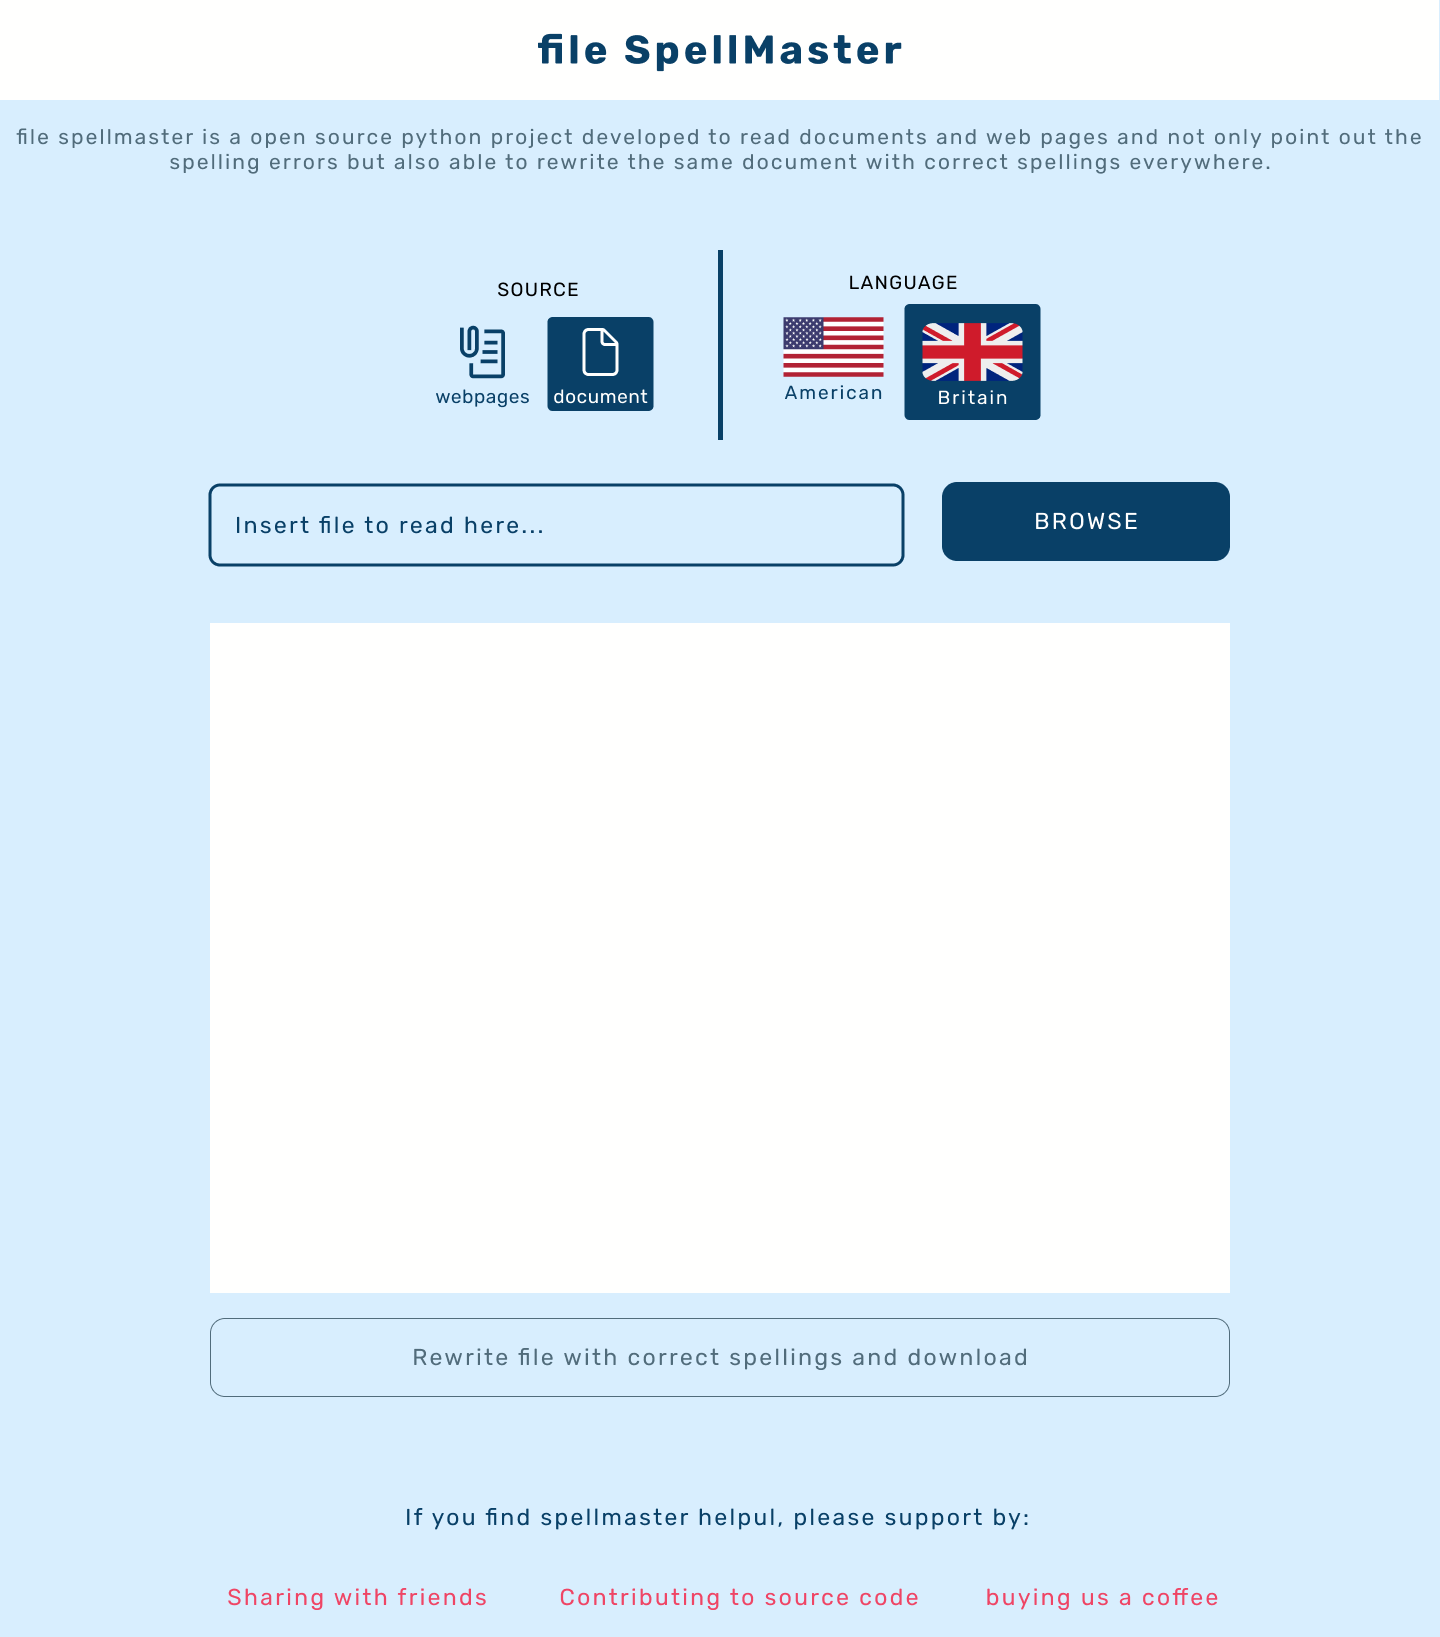 file SpellMaster
file spellmaster is a open source python project developed to read documents and web pages and not only point out the
spelling errors but also able to rewrite the same document with correct spellings everywhere.
SOURCE
webpages
document
LANGUAGE
American
Britain
Insert file to read here...
BROWSE
Rewrite file with correct spellings and download
If you find spellmaster helpul, please support by:
Sharing with friends
Contributing to source code
buying us a coffee